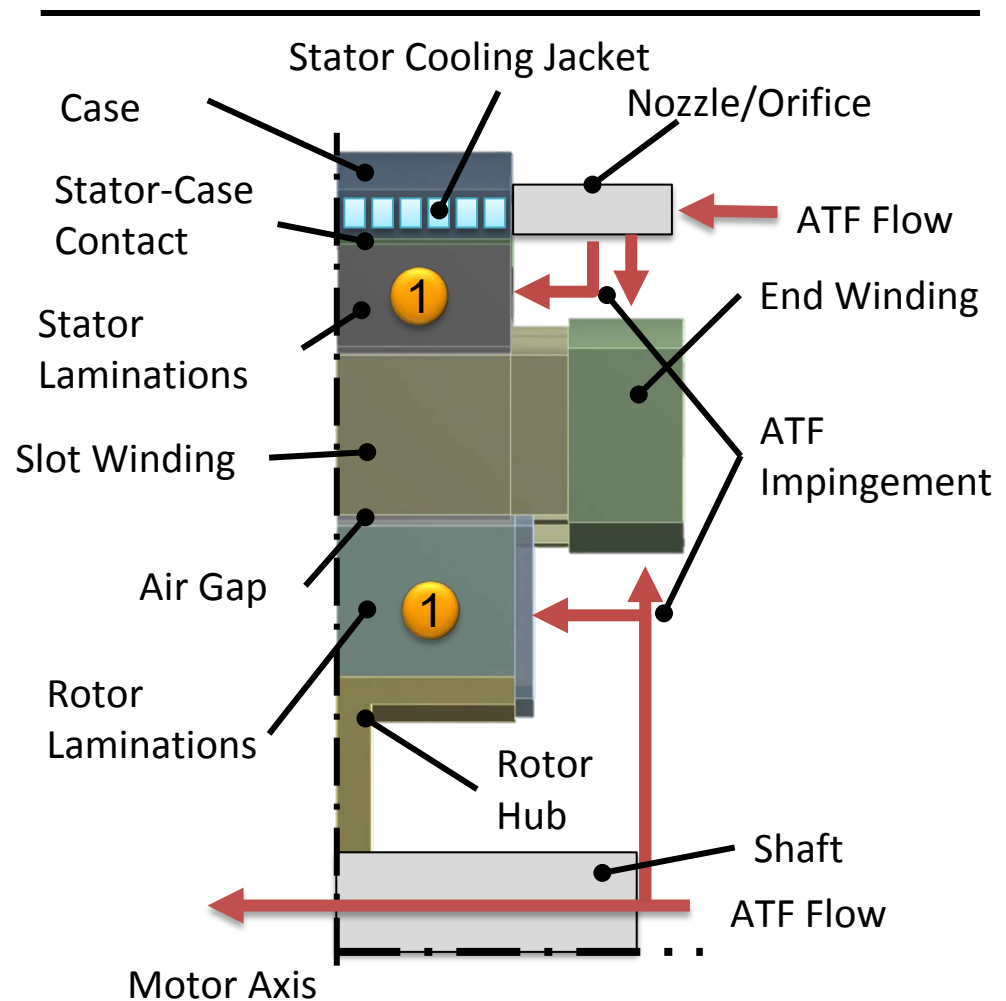 Stator Cooling Jacket
Case
Nozzle/Orifice
Stator-Case
Contact
ATF Flow
1
End Winding
Stator
Laminations
Slot Winding
ATF
Impingement
Air Gap
1
Rotor
Laminations
Rotor
Hub
Shaft
ATF Flow
Motor Axis